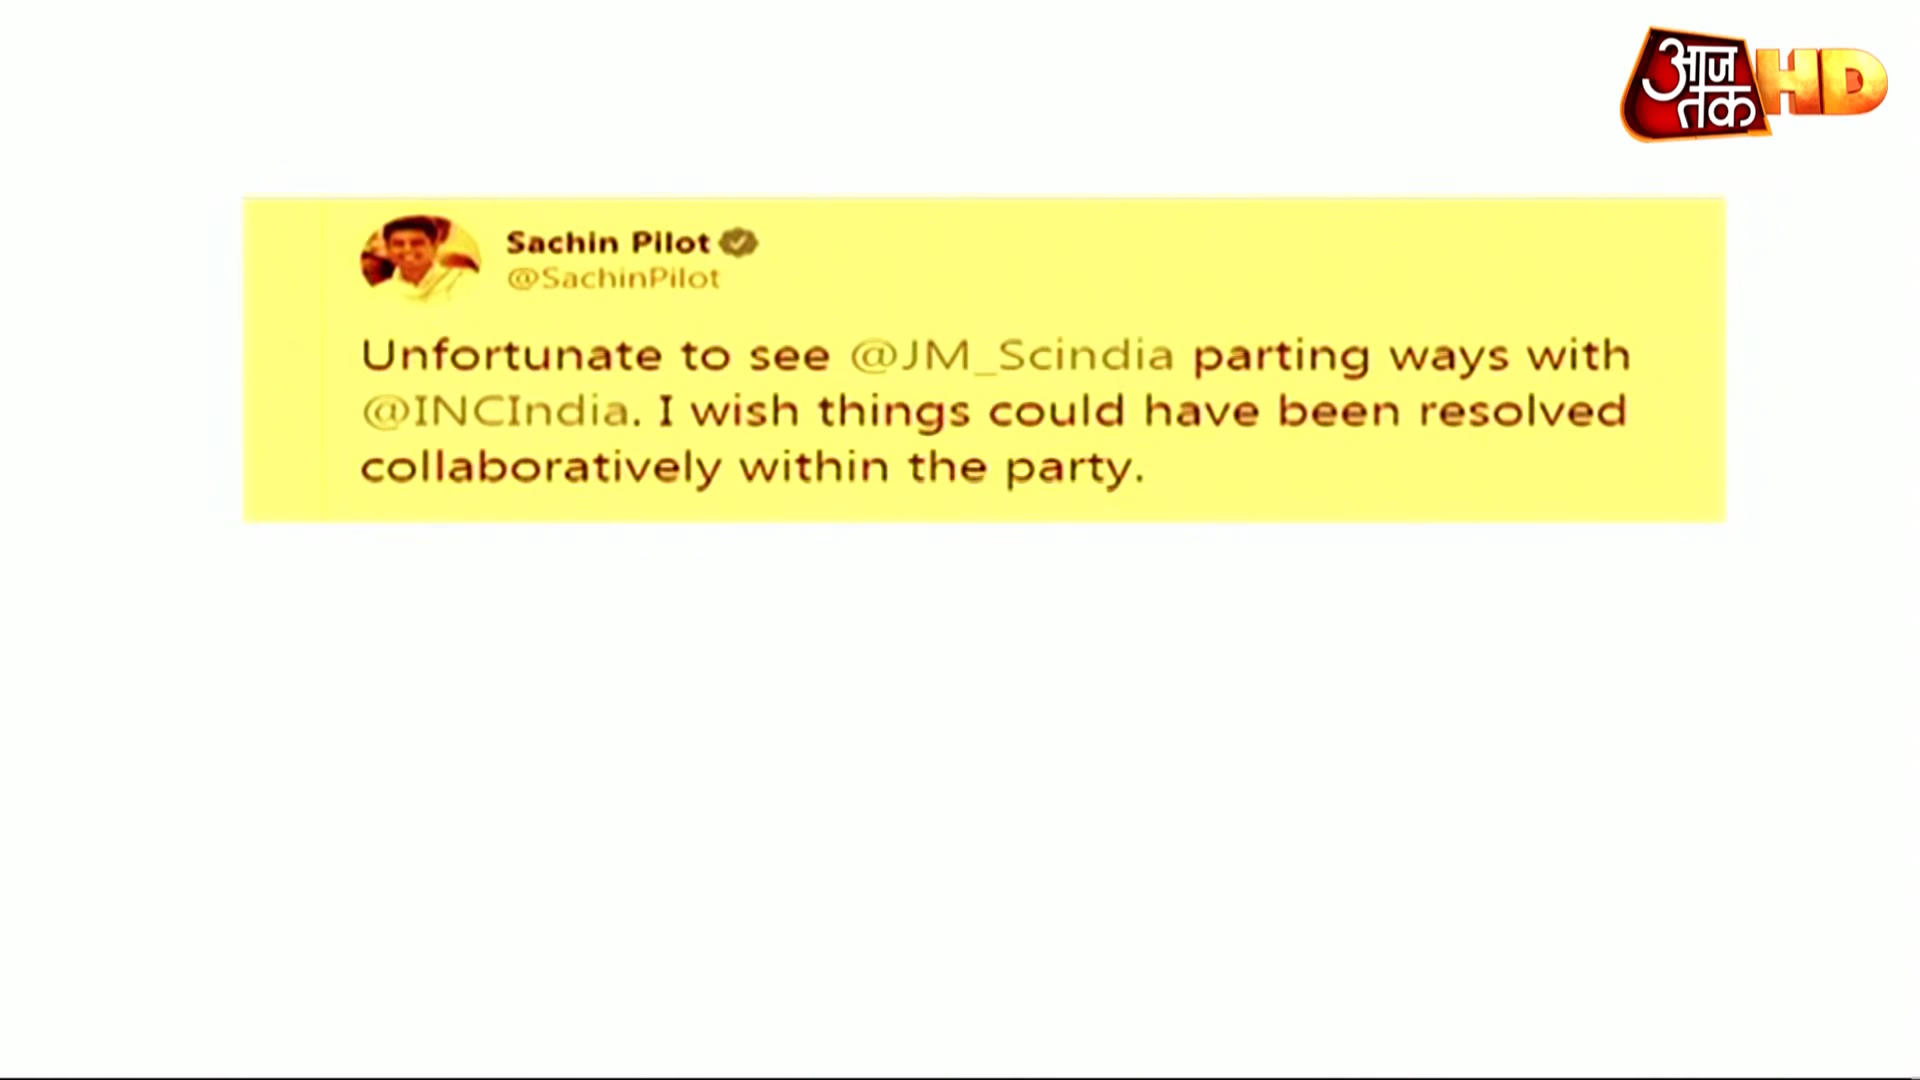 आज
तक HD
Sachin Pilot
@SachinPilot
Unfortunate to see @JM_Scindia parting ways with
@INCIndia. I wish things could have been resolved
collaboratively within the party.